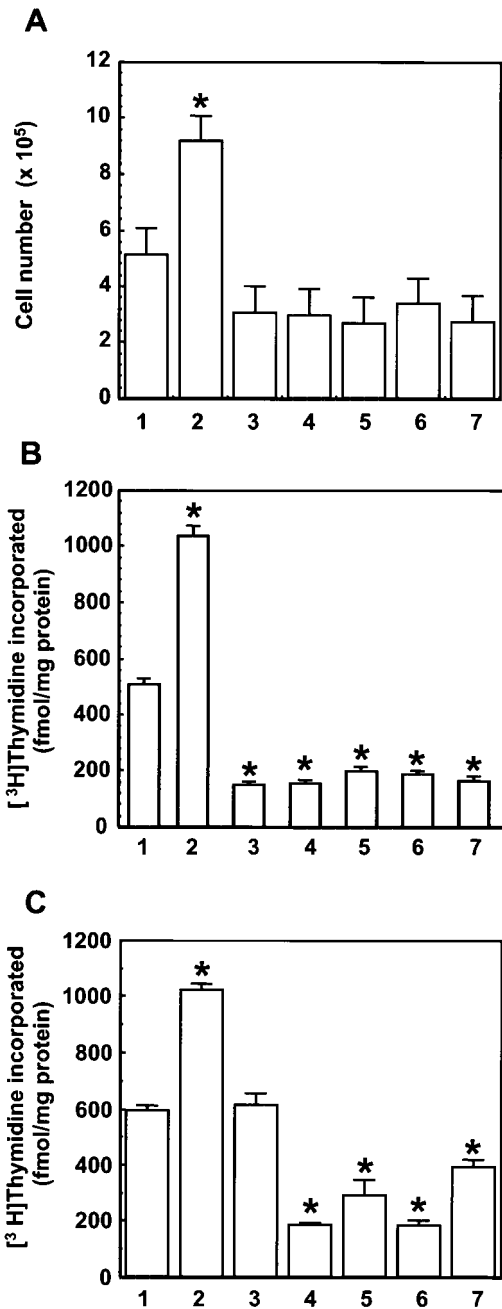 A
12
10
8
6
4
2
0
Cell number (x 10⁵)
*
1 2 3 4 5 6 7
B
1200
1000
800
600
400
200
0
[³H]Thymidine incorporated
(fmol/mg protein)
*
* * * * *
1 2 3 4 5 6 7
C
1200
1000
800
600
400
200
0
[³ H]Thymidine incorporated
(fmol/mg protein)
*
* * * *
1 2 3 4 5 6 7